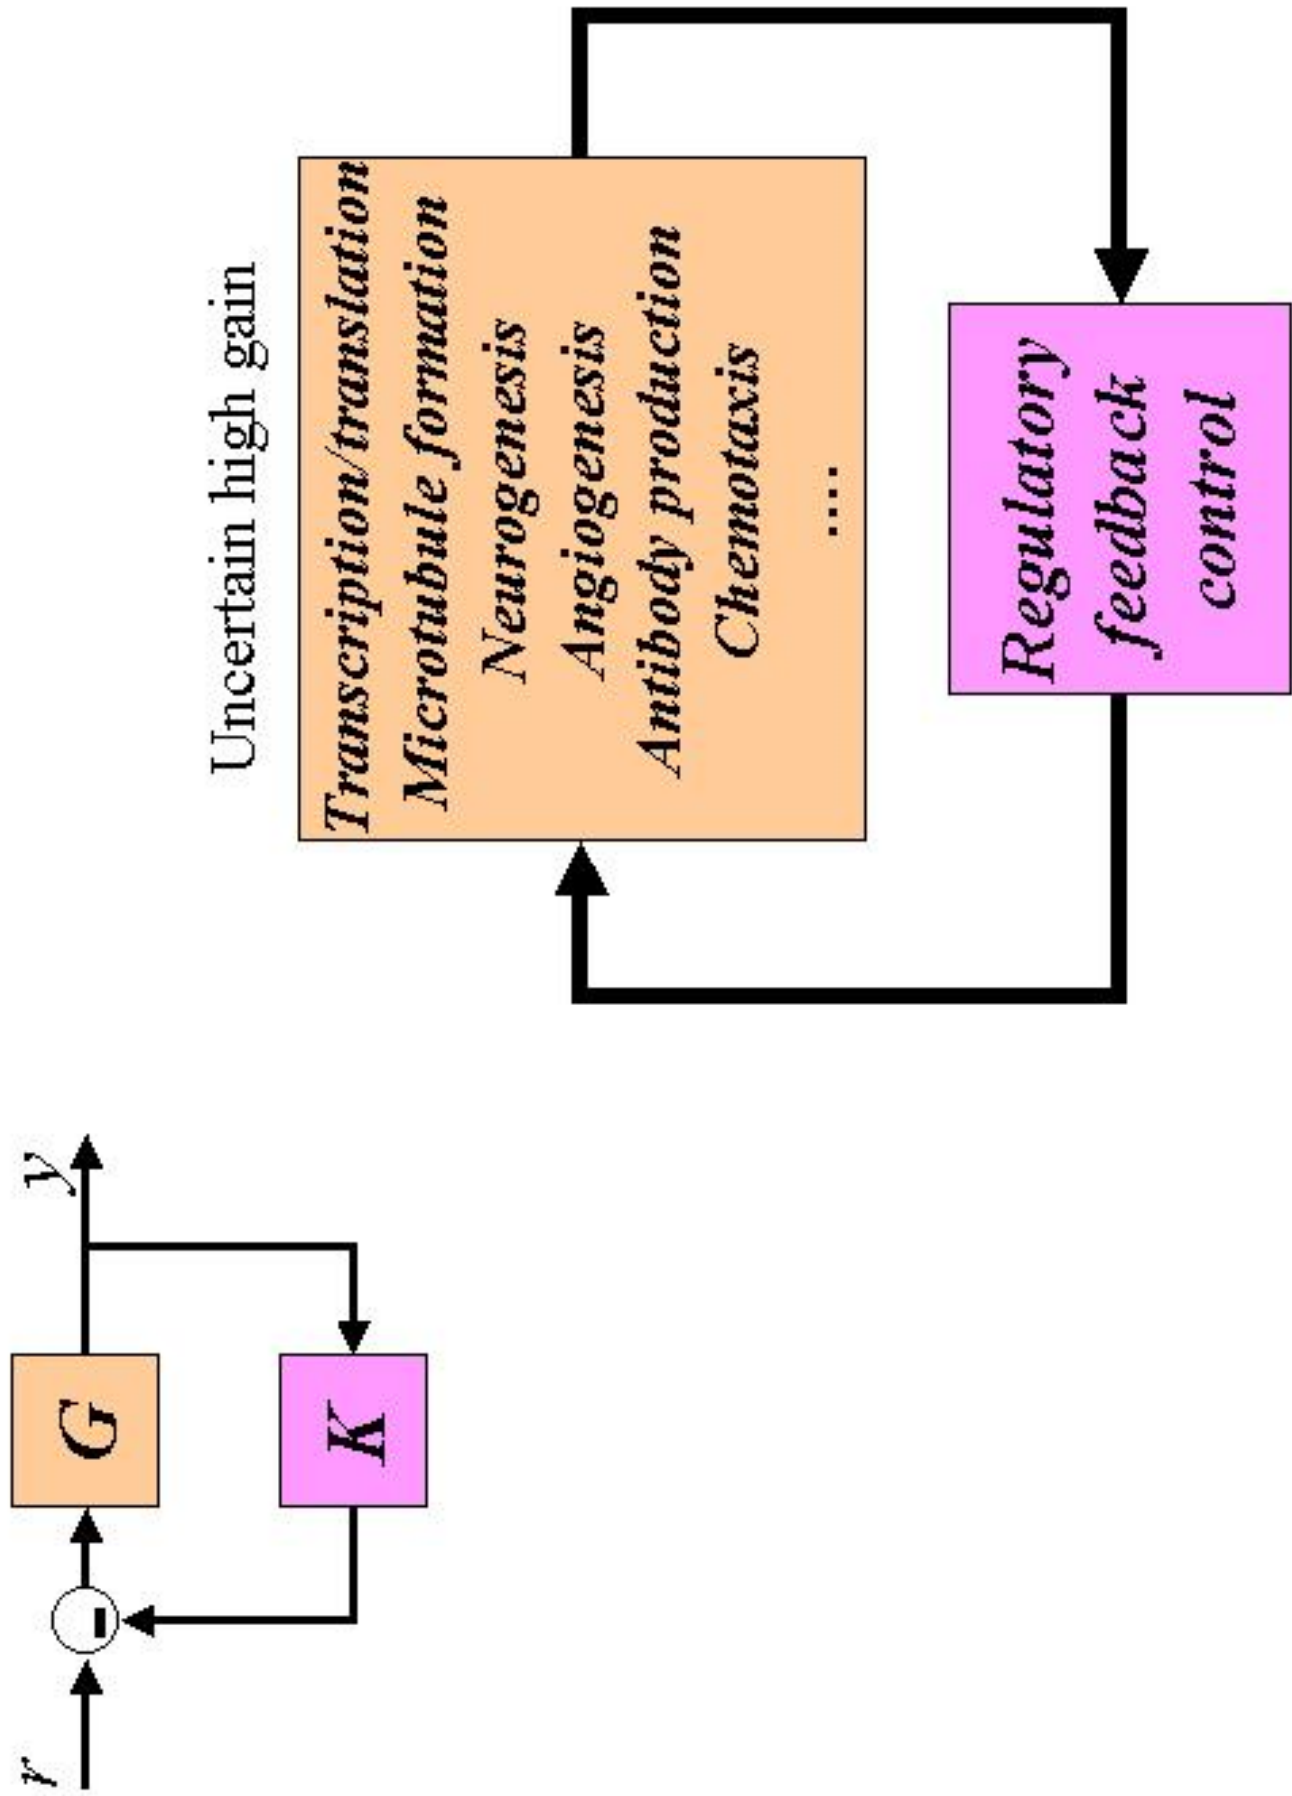 r
G
y
-
K
Uncertain high gain
Transcription/translation
Microtubule formation
Neurogenesis
Angiogenesis
Antibody production
Chemotaxis
....
Regulatory
feedback
control